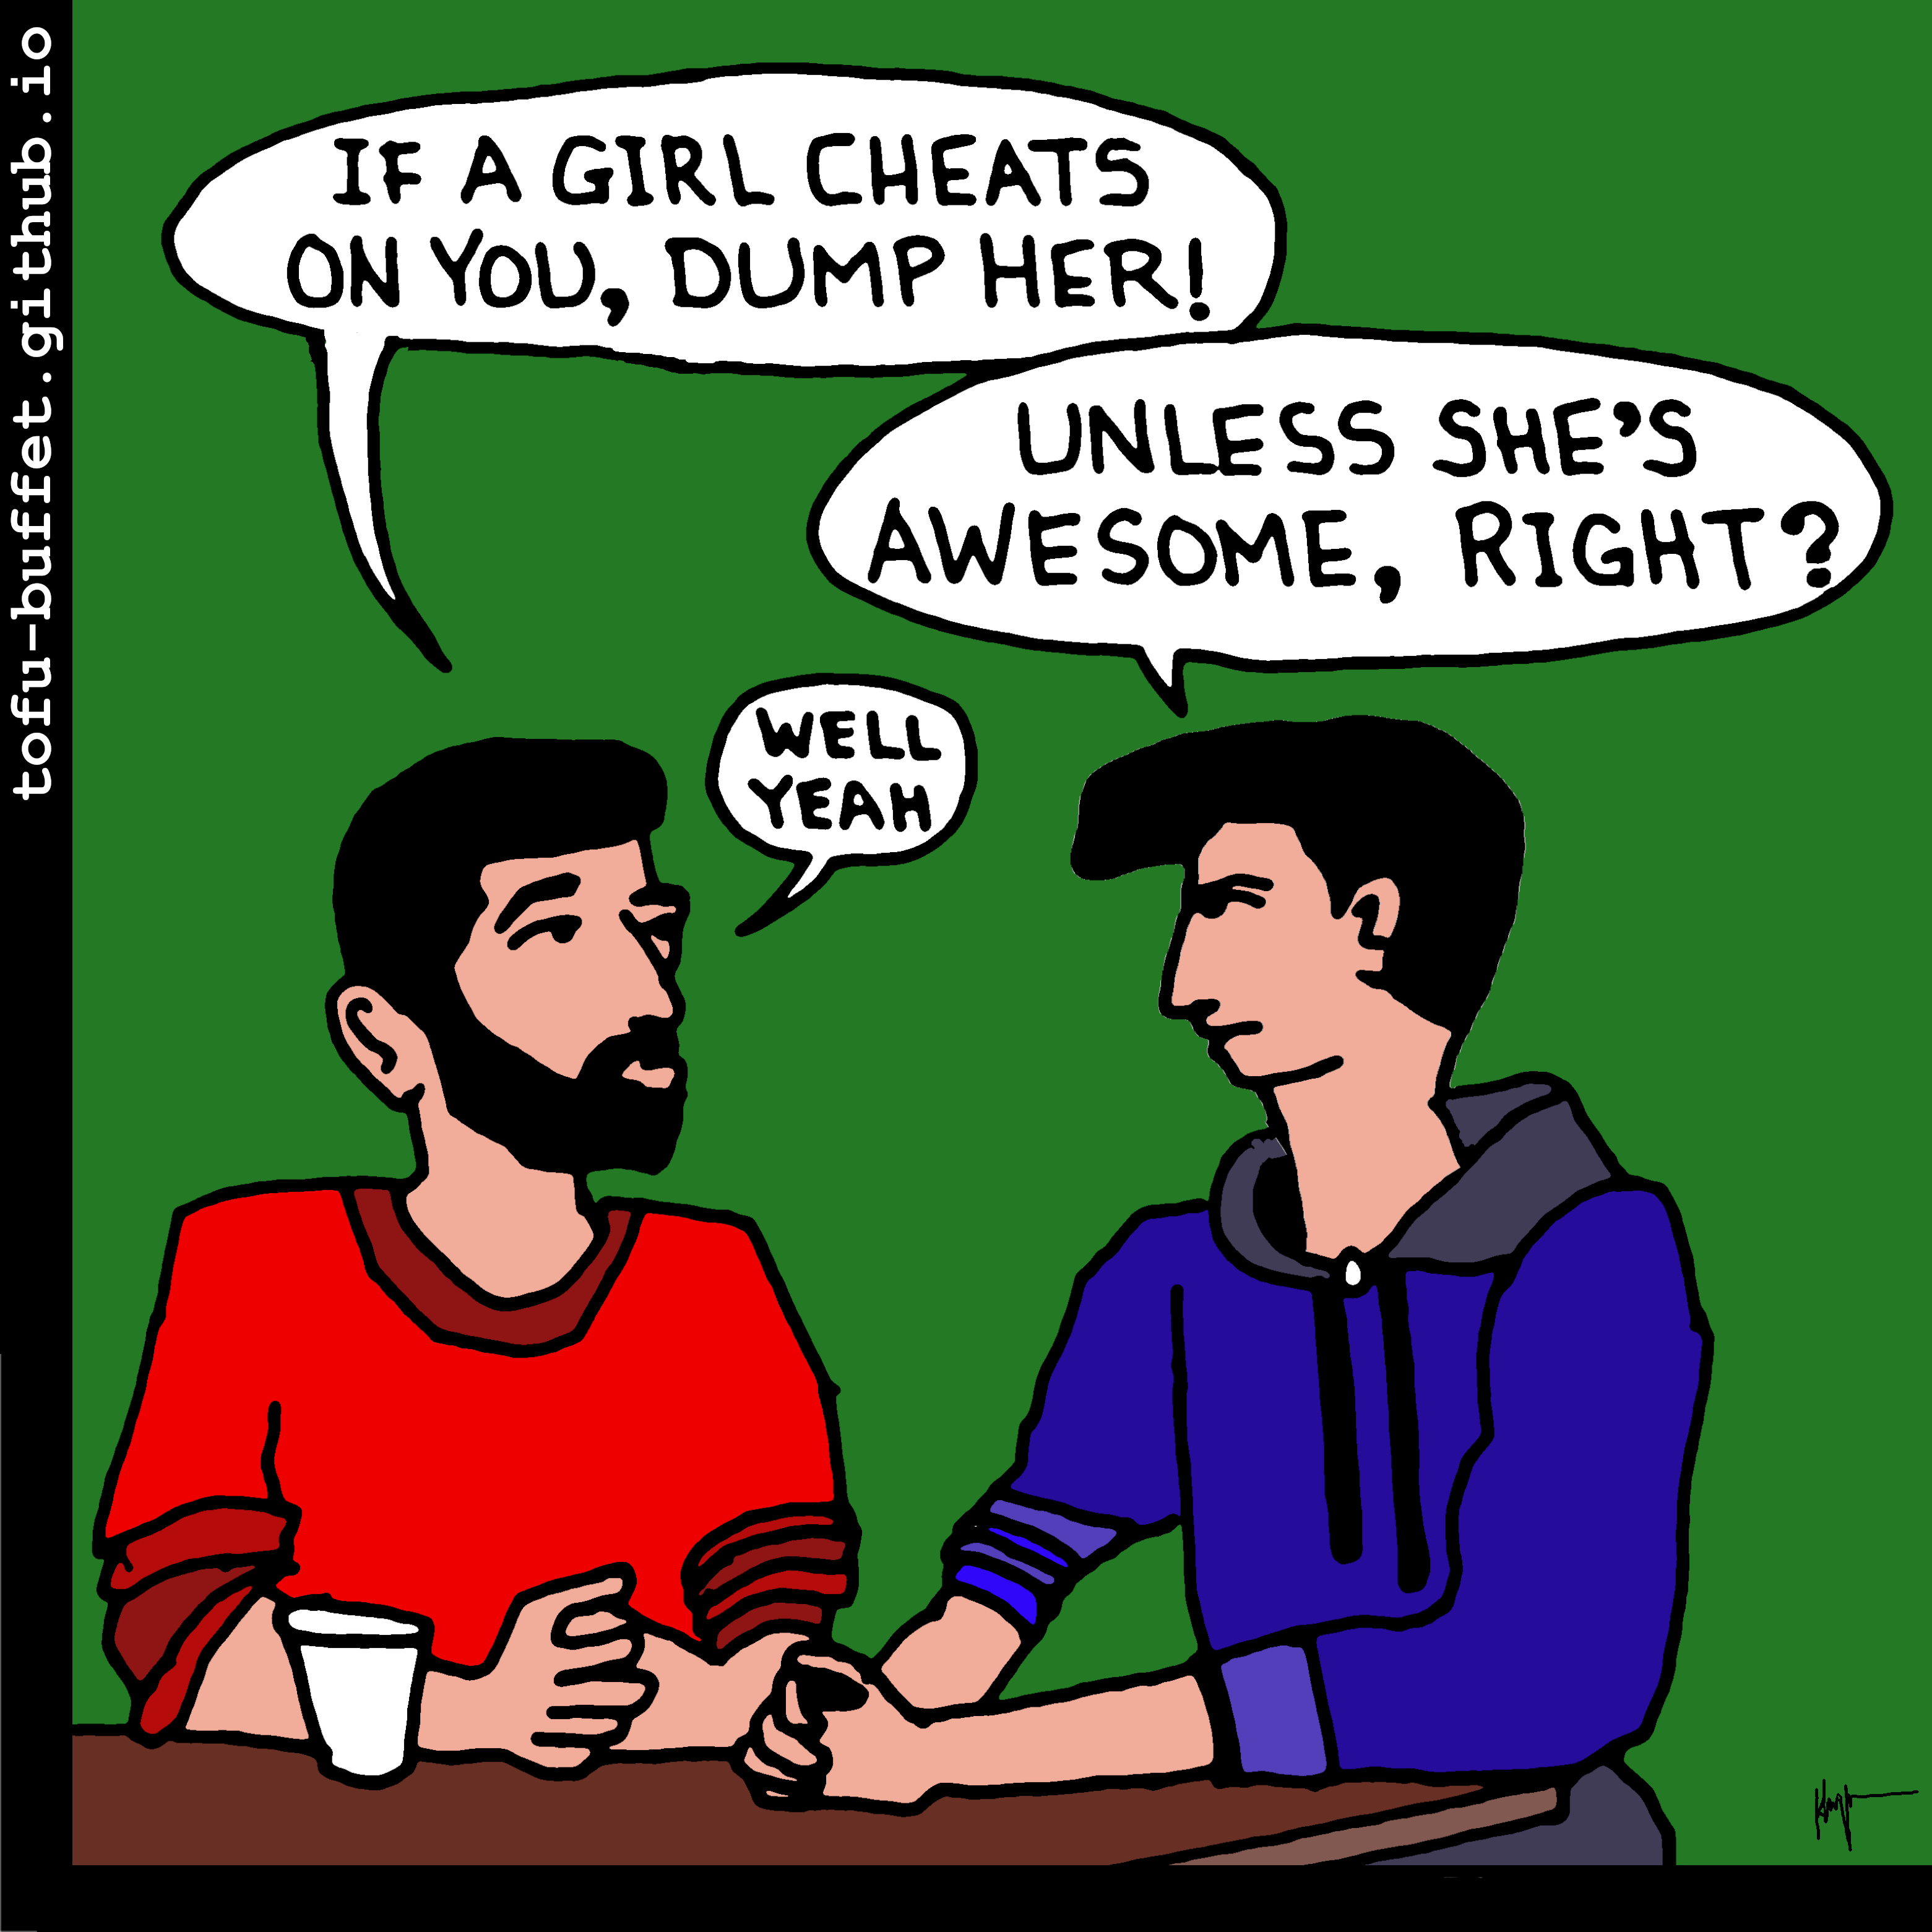 tofu-buffet.github.io
IF A GIRL CHEATS
ON YOU, DUMP HER!
UNLESS SHE'S
AWESOME, RIGHT?
WELL
YEAH